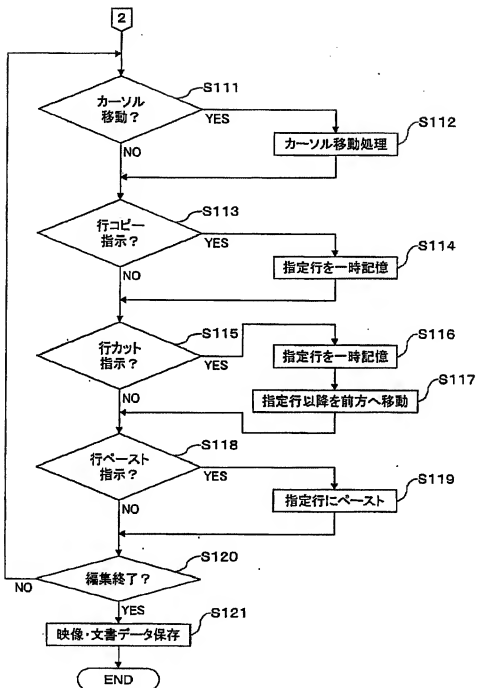 2
カーソル
移動？
S111
YES
NO
カーソル移動処理
S112
行コピー
指示？
S113
YES
NO
指定行を一時記憶
S114
行カット
指示？
S115
YES
NO
指定行を一時記憶
S116
指定行以降を前方へ移動
S117
行ペースト
指示？
S118
YES
NO
指定行にペースト
S119
編集終了？
S120
NO
YES
映像・文書データ保存
S121
END